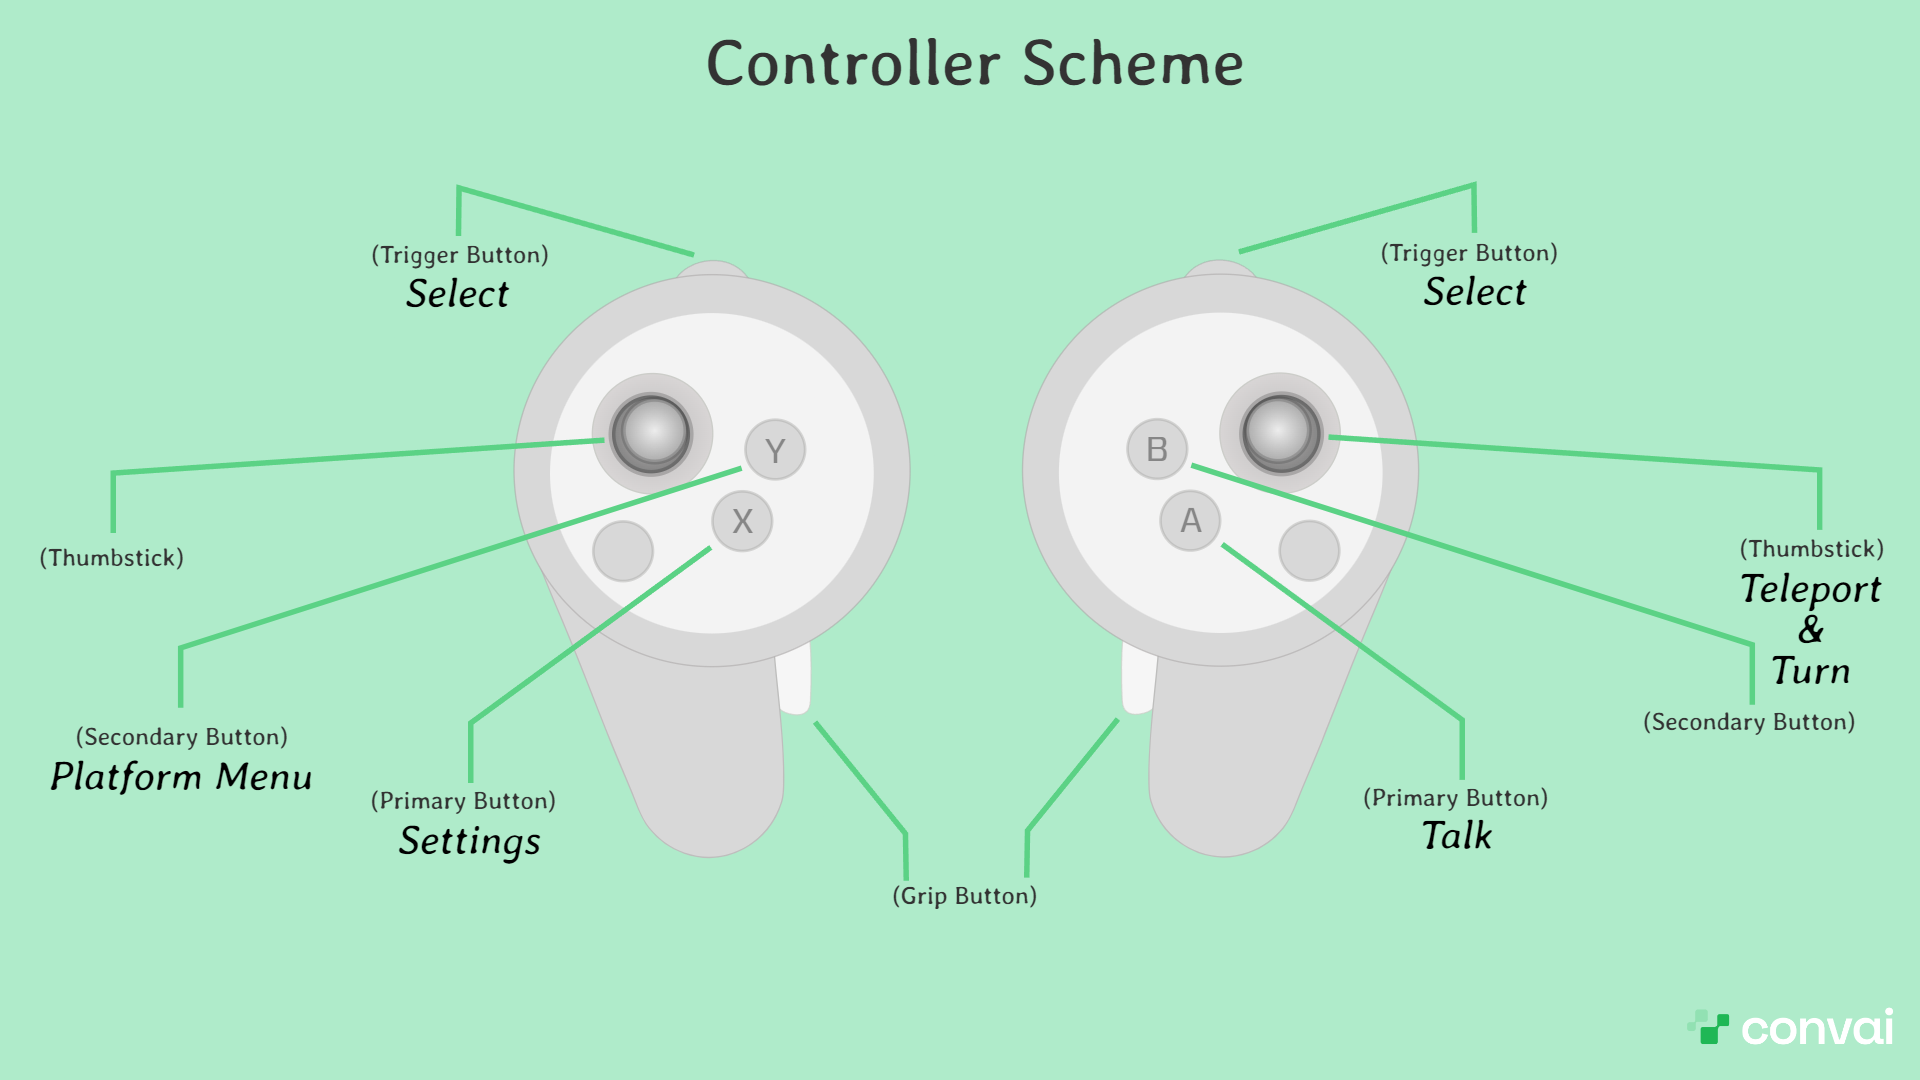 Controller Scheme
(Trigger Button)
Select
(Trigger Button)
Select
Y
X
B
A
(Thumbstick)
(Thumbstick)
Teleport
&
Turn
(Secondary Button)
Platform Menu
(Secondary Button)
(Primary Button)
Settings
(Primary Button)
Talk
(Grip Button)
convai